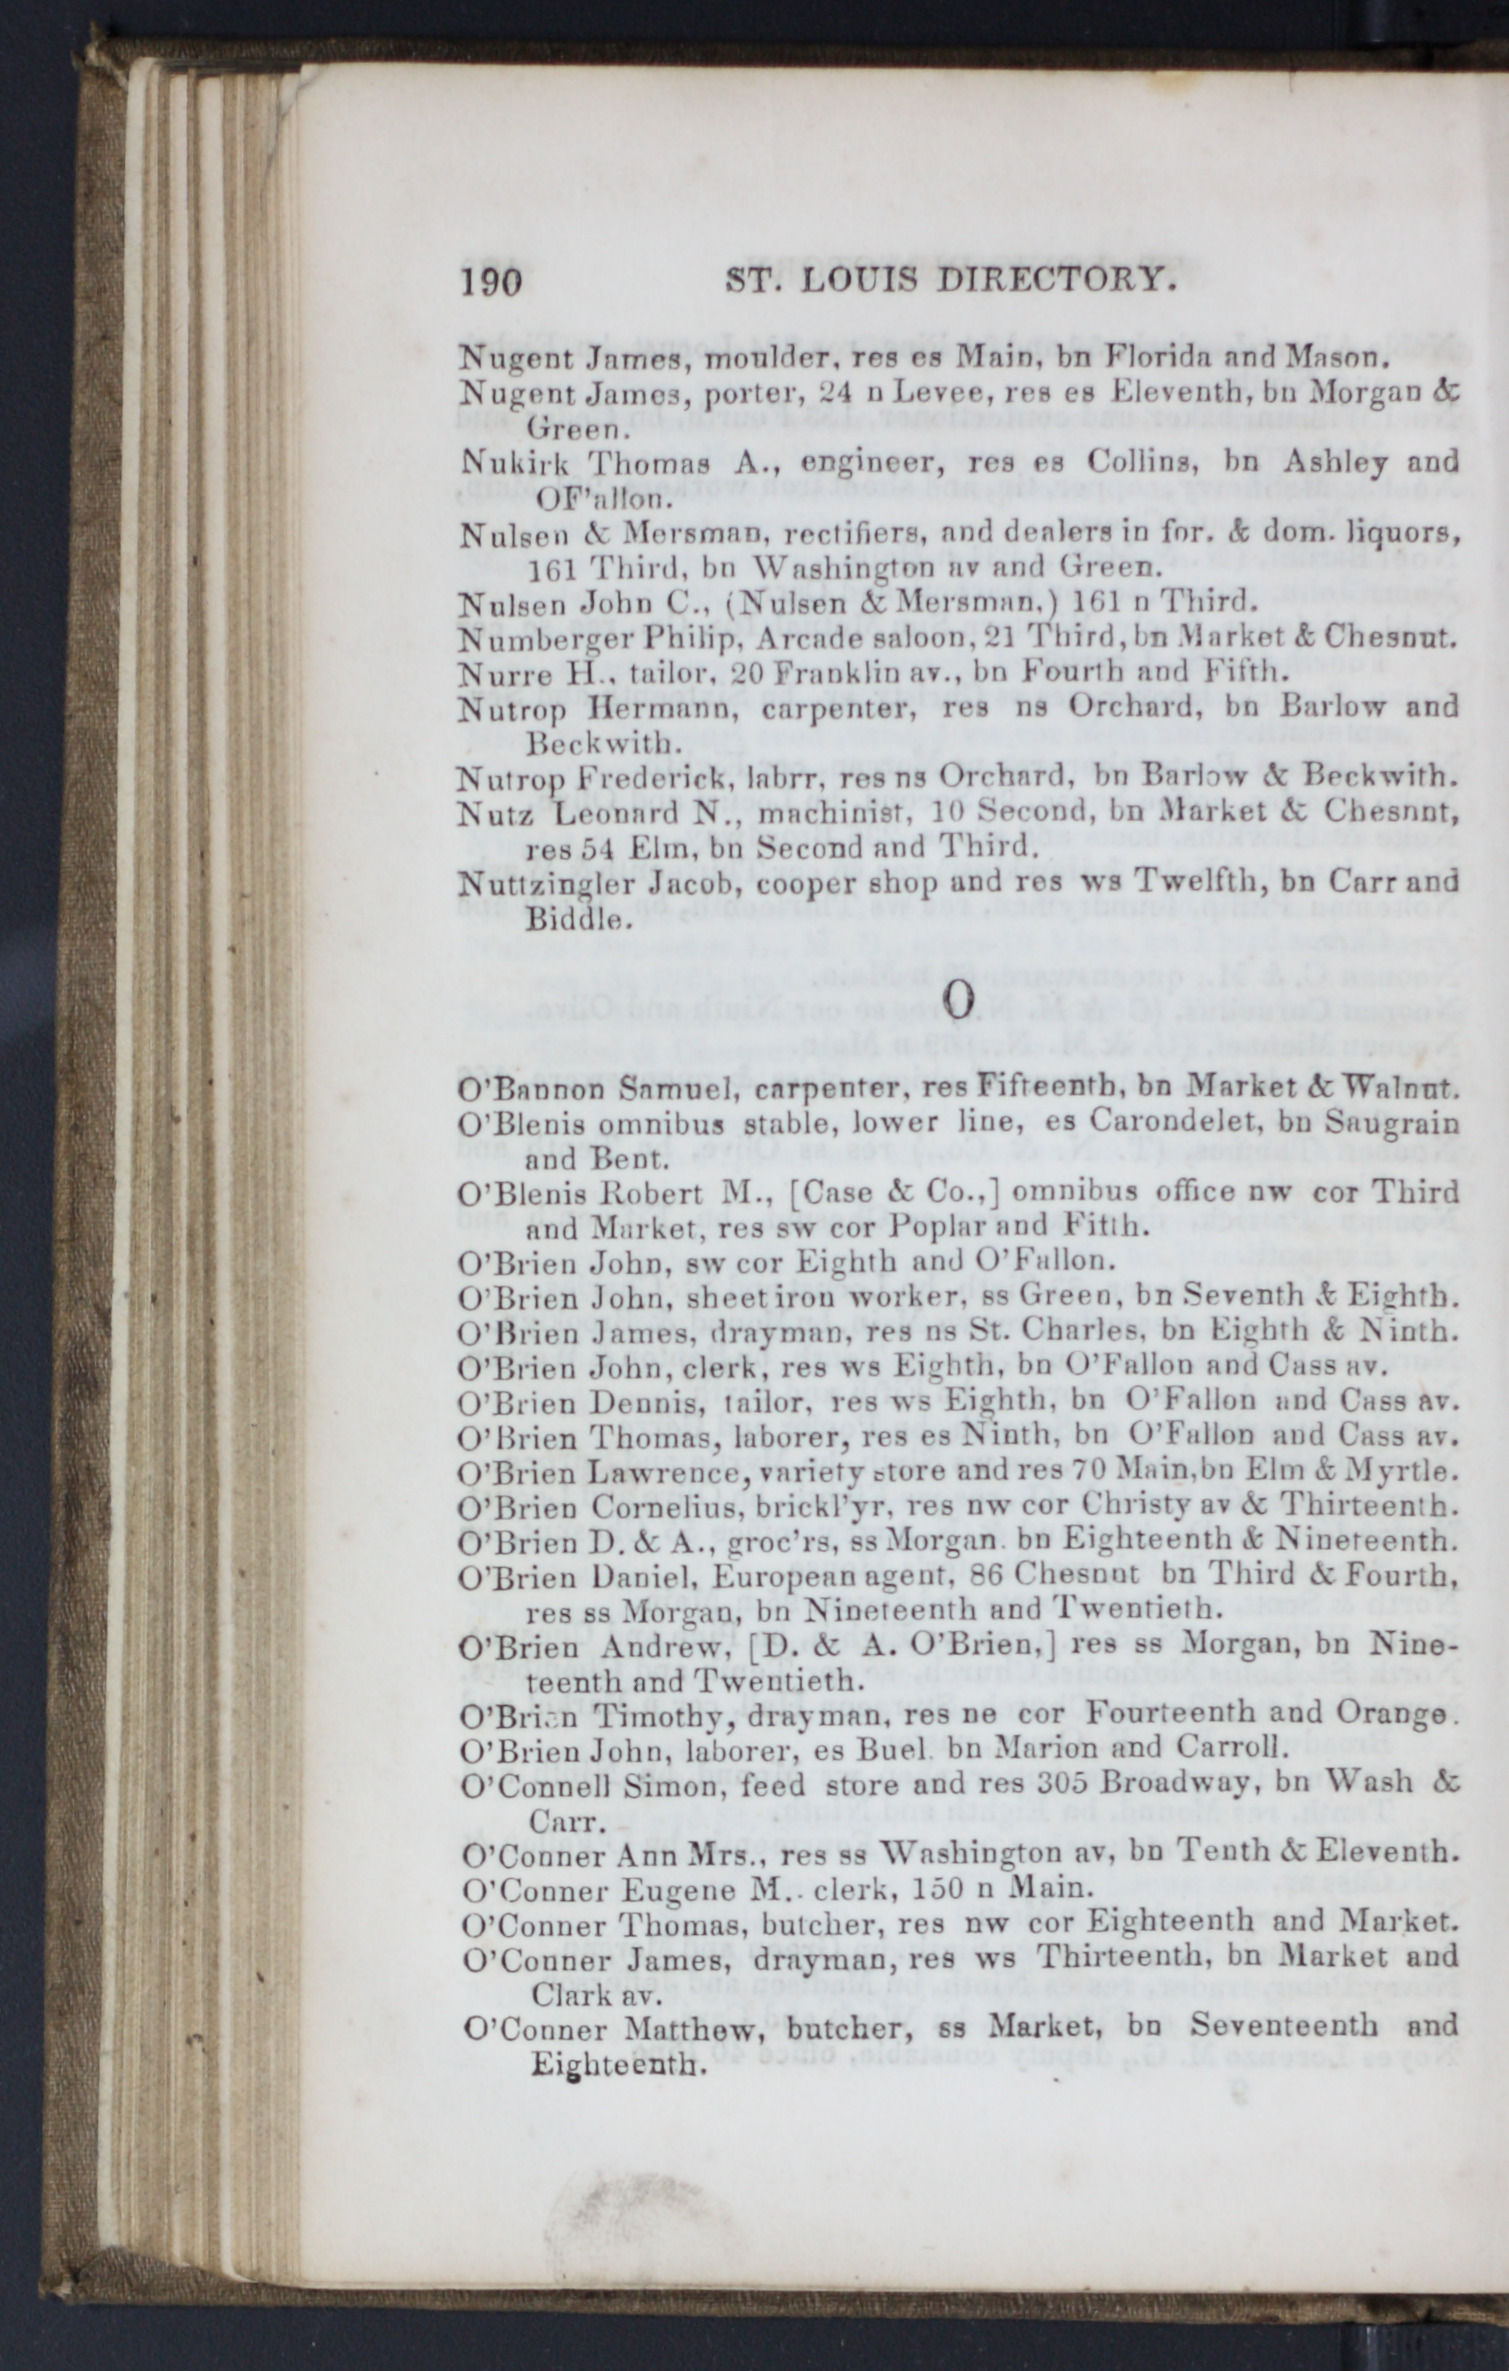 190 ST. LOUIS DIRECTORY.
Nugent James, moulder, res es Main, bn Florida and Mason.
Nugent James, porter, 24 n Levee, res es Eleventh, bn Morgan &
Green.
Nukirk Thomas A., engineer, res es Collins, bn Ashley and
OF'allon.
Nulsen & Mersman, rectifiers, and dealers in for. & dom. liquors,
161 Third, bn Washington av and Green.
Nulsen John C., (Nulsen & Mersman,) 161 n Third.
Numberger Philip, Arcade saloon, 21 Third, bn Market & Chesnut.
Nurre H., tailor, 20 Franklin av., bn Fourth and Fifth.
Nutrop Hermann, carpenter, res ns Orchard, bn Barlow and
Beckwith.
Nutrop Frederick, labrr, res ns Orchard, bn Barlow & Beckwith.
Nutz Leonard N., machinist, 10 Second, bn Market & Chesnnt,
res 54 Elm, bn Second and Third.
Nuttzingler Jacob, cooper shop and res ws Twelfth, bn Carr and
Biddle.
O
O'Bannon Samuel, carpenter, res Fifteenth, bn Market & Walnut.
O'Blenis omnibus stable, lower line, es Carondelet, bn Saugrain
and Bent.
O'Blenis Robert M., [Case & Co.,] omnibus office nw cor Third
and Market, res sw cor Poplar and Fifth.
O'Brien John, sw cor Eighth and O'Fallon.
O'Brien John, sheet iron worker, ss Green, bn Seventh & Eighth.
O'Brien James, drayman, res ns St. Charles, bn Eighth & Ninth.
O'Brien John, clerk, res ws Eighth, bn O'Fallon and Cass av.
O'Brien Dennis, tailor, res ws Eighth, bn O'Fallon and Cass av.
O'Brien Thomas, laborer, res es Ninth, bn O'Fallon and Cass av.
O'Brien Lawrence, variety store and res 70 Main, bn Elm & Myrtle.
O'Brien Cornelius, brickl'yr, res nw cor Christy av & Thirteenth.
O'Brien D. & A., groc'rs, ss Morgan. bn Eighteenth & Nineteenth.
O'Brien Daniel, European agent, 86 Chesnut bn Third & Fourth,
res ss Morgan, bn Nineteenth and Twentieth.
O'Brien Andrew, [D. & A. O'Brien,] res ss Morgan, bn Nine-
teenth and Twentieth.
O'Brien Timothy, drayman, res ne cor Fourteenth and Orange.
O'Brien John, laborer, es Buel. bn Marion and Carroll.
O'Connell Simon, feed store and res 305 Broadway, bn Wash &
Carr.
O'Conner Ann Mrs., res ss Washington av, bn Tenth & Eleventh.
O'Conner Eugene M.. clerk, 150 n Main.
O'Conner Thomas, butcher, res nw cor Eighteenth and Market.
O'Conner James, drayman, res ws Thirteenth, bn Market and
Clark av.
O'Conner Matthew, butcher, ss Market, bn Seventeenth and
Eighteenth.